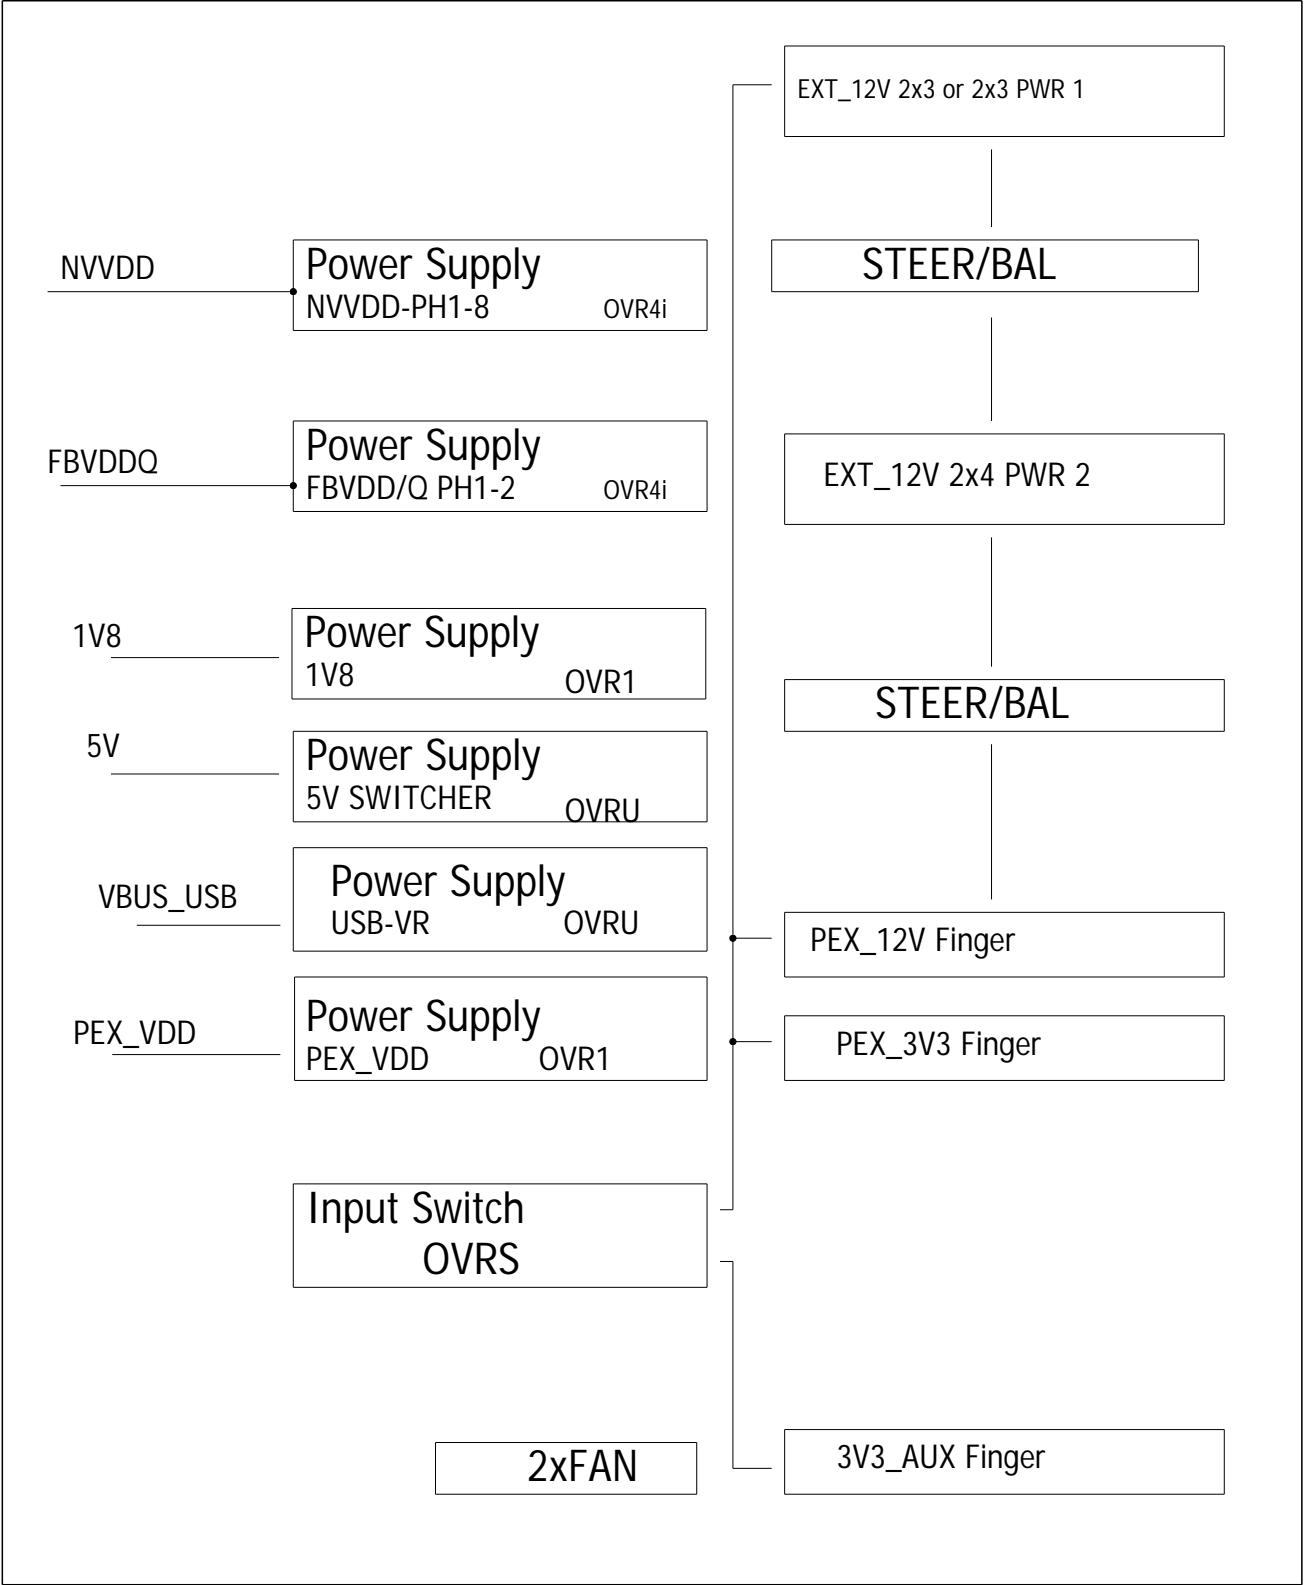 EXT_12V 2x3 or 2x3 PWR 1
NVVDD
Power Supply
NVVDD-PH1-8 OVR4i
STEER/BAL
FBVDDQ
Power Supply
FBVDD/Q PH1-2 OVR4i
EXT_12V 2x4 PWR 2
1V8
Power Supply
1V8 OVR1
STEER/BAL
5V
Power Supply
5V SWITCHER OVRU
VBUS_USB
Power Supply
USB-VR OVRU
PEX_12V Finger
PEX_VDD
Power Supply
PEX_VDD OVR1
PEX_3V3 Finger
Input Switch
OVRS
2xFAN
3V3_AUX Finger